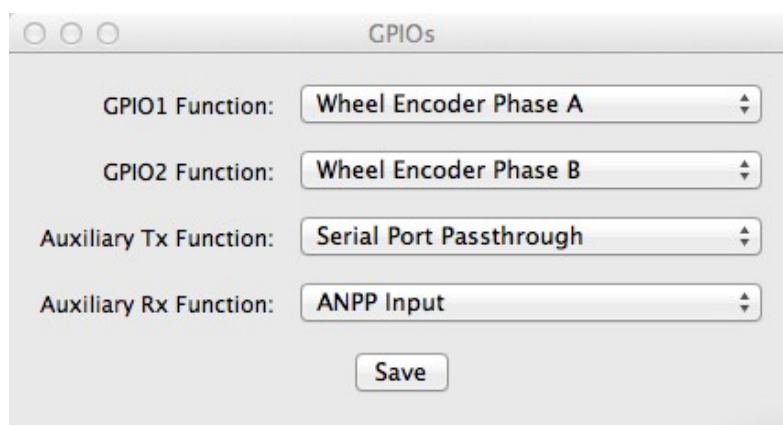 GPIOs
GPIO1 Function: Wheel Encoder Phase A
GPIO2 Function: Wheel Encoder Phase B
Auxiliary Tx Function: Serial Port Passthrough
Auxiliary Rx Function: ANPP Input
Save